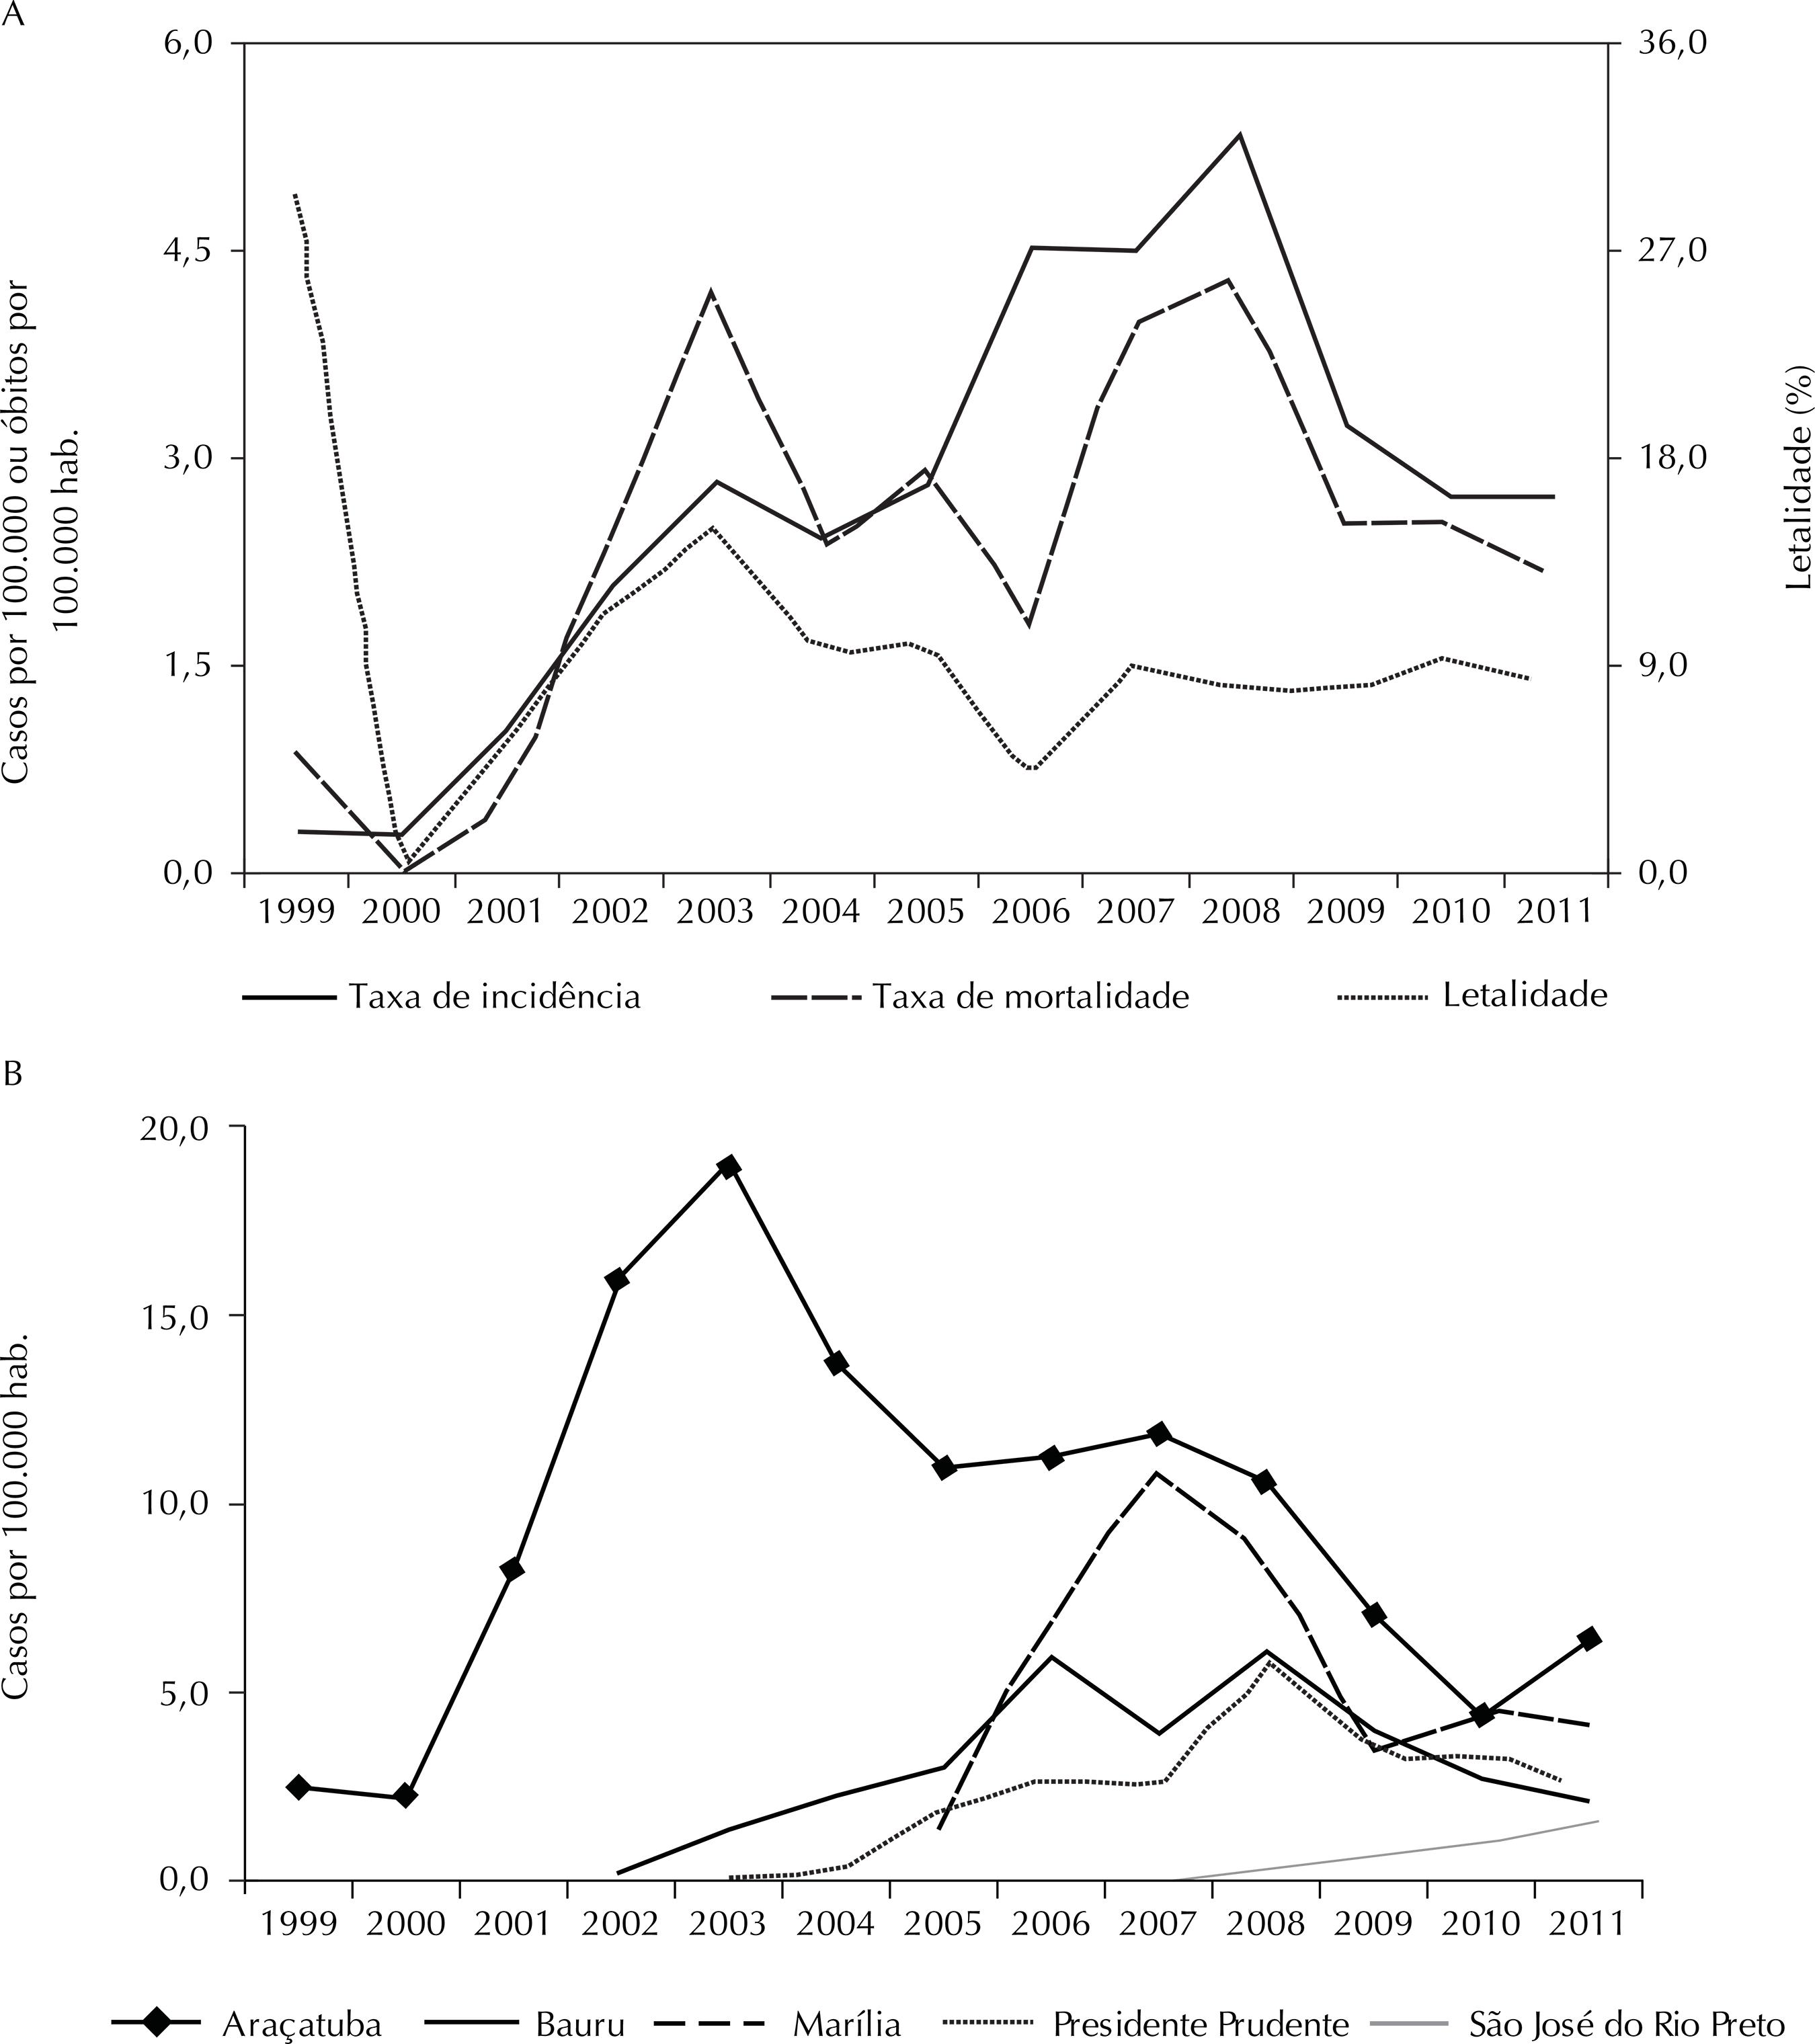 A
6,0
4,5
3,0
1,5
0,0
36,0
27,0
18,0
9,0
0,0
Casos por 100.000 ou óbitos por
100.000 hab.
Letalidade (%)
1999 2000 2001 2002 2003 2004 2005 2006 2007 2008 2009 2010 2011
Taxa de incidência Taxa de mortalidade Letalidade
B
20,0
15,0
10,0
5,0
0,0
Casos por 100.000 hab.
1999 2000 2001 2002 2003 2004 2005 2006 2007 2008 2009 2010 2011
Araçatuba Bauru Marília Presidente Prudente São José do Rio Preto